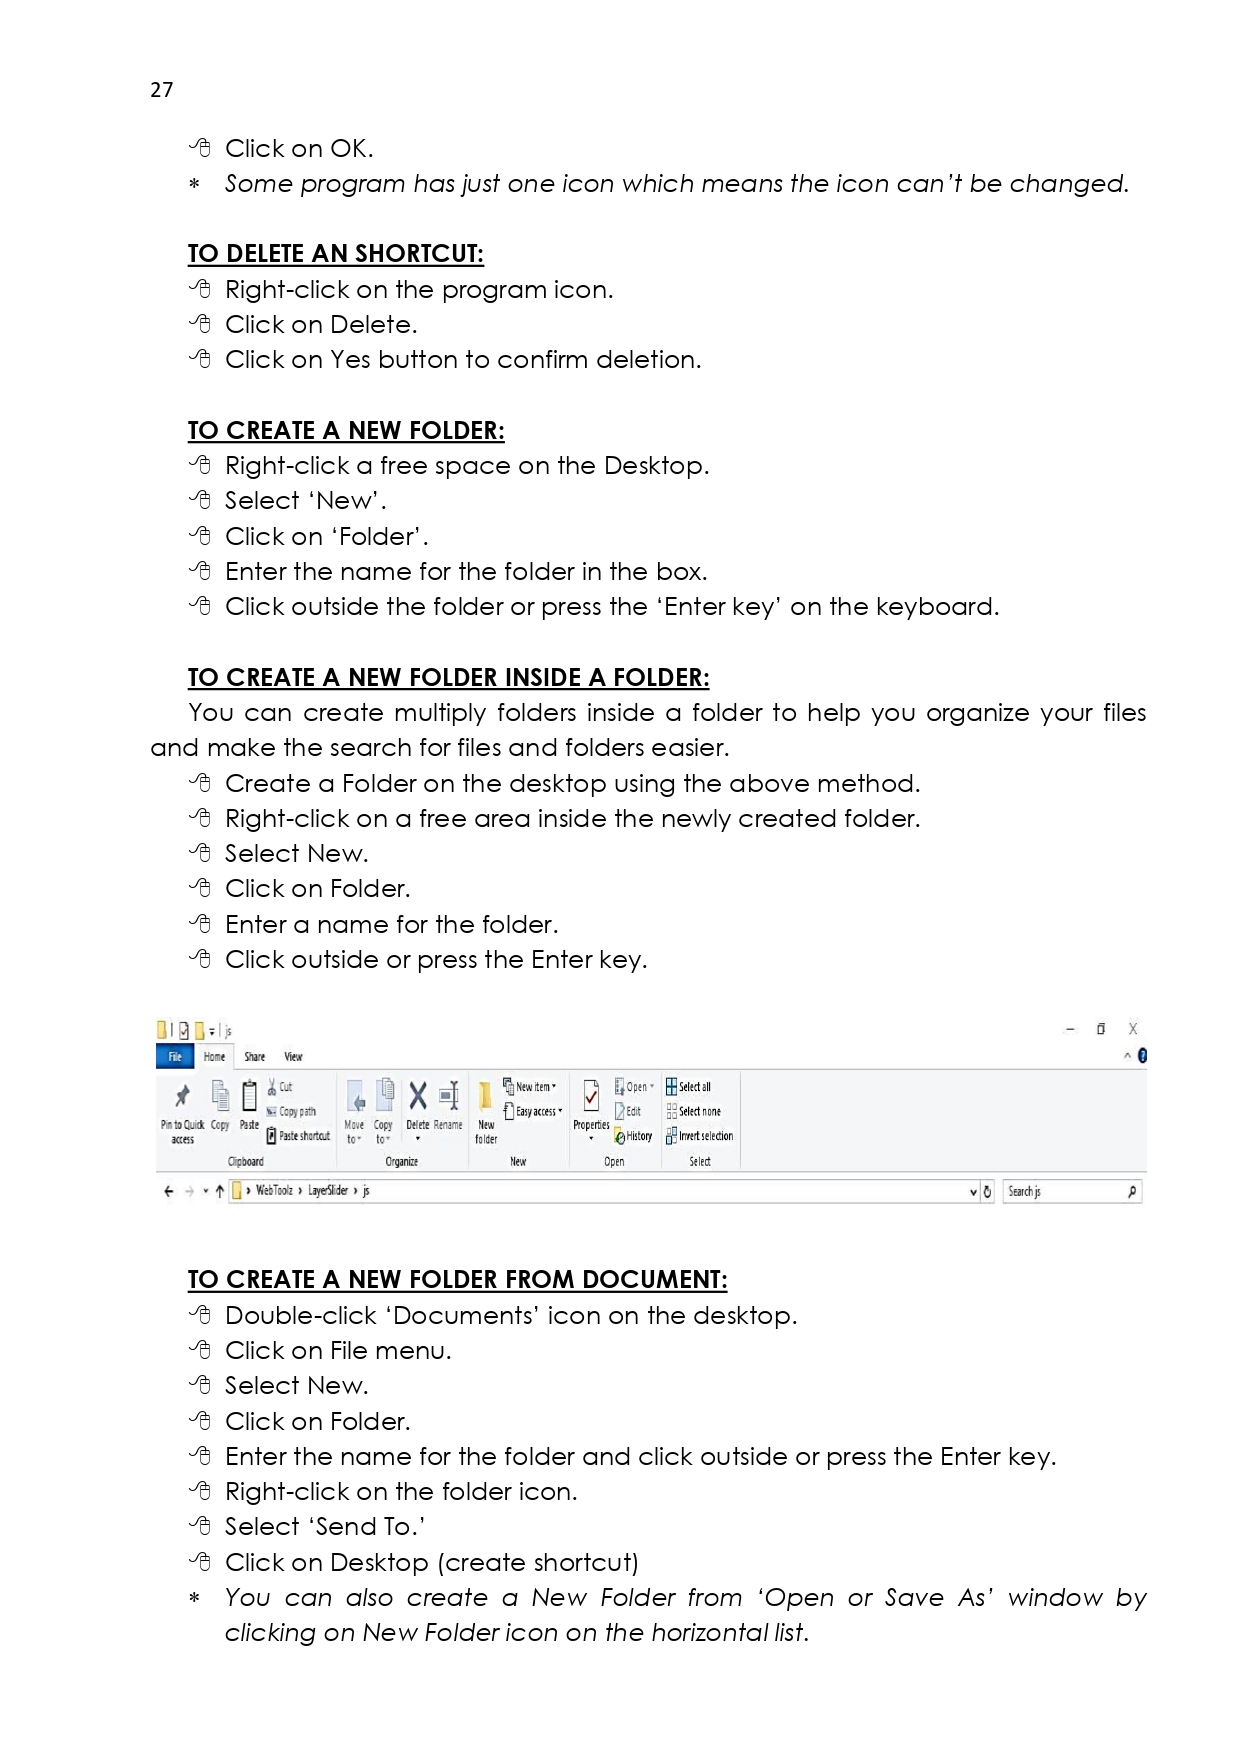 27
Click on OK.
* Some program has just one icon which means the icon can’t be changed.
TO DELETE AN SHORTCUT:
Right-click on the program icon.
Click on Delete.
Click on Yes button to confirm deletion.
TO CREATE A NEW FOLDER:
Right-click a free space on the Desktop.
Select ‘New’.
Click on ‘Folder’.
Enter the name for the folder in the box.
Click outside the folder or press the ‘Enter key’ on the keyboard.
TO CREATE A NEW FOLDER INSIDE A FOLDER:
You can create multiply folders inside a folder to help you organize your files
and make the search for files and folders easier.
Create a Folder on the desktop using the above method.
Right-click on a free area inside the newly created folder.
Select New.
Click on Folder.
Enter a name for the folder.
Click outside or press the Enter key.
js
File Home Share View
Pin to Quick access
Copy
Paste
Cut
Copy path
Paste shortcut
Clipboard
Move to
Copy to
Delete
Rename
Organize
New folder
New item
Easy access
New
Properties
Open
Edit
History
Open
Select all
Select none
Invert selection
Select
WebToolz > LayerSlider > js
Search js
TO CREATE A NEW FOLDER FROM DOCUMENT:
Double-click ‘Documents’ icon on the desktop.
Click on File menu.
Select New.
Click on Folder.
Enter the name for the folder and click outside or press the Enter key.
Right-click on the folder icon.
Select ‘Send To.’
Click on Desktop (create shortcut)
* You can also create a New Folder from ‘Open or Save As’ window by
clicking on New Folder icon on the horizontal list.